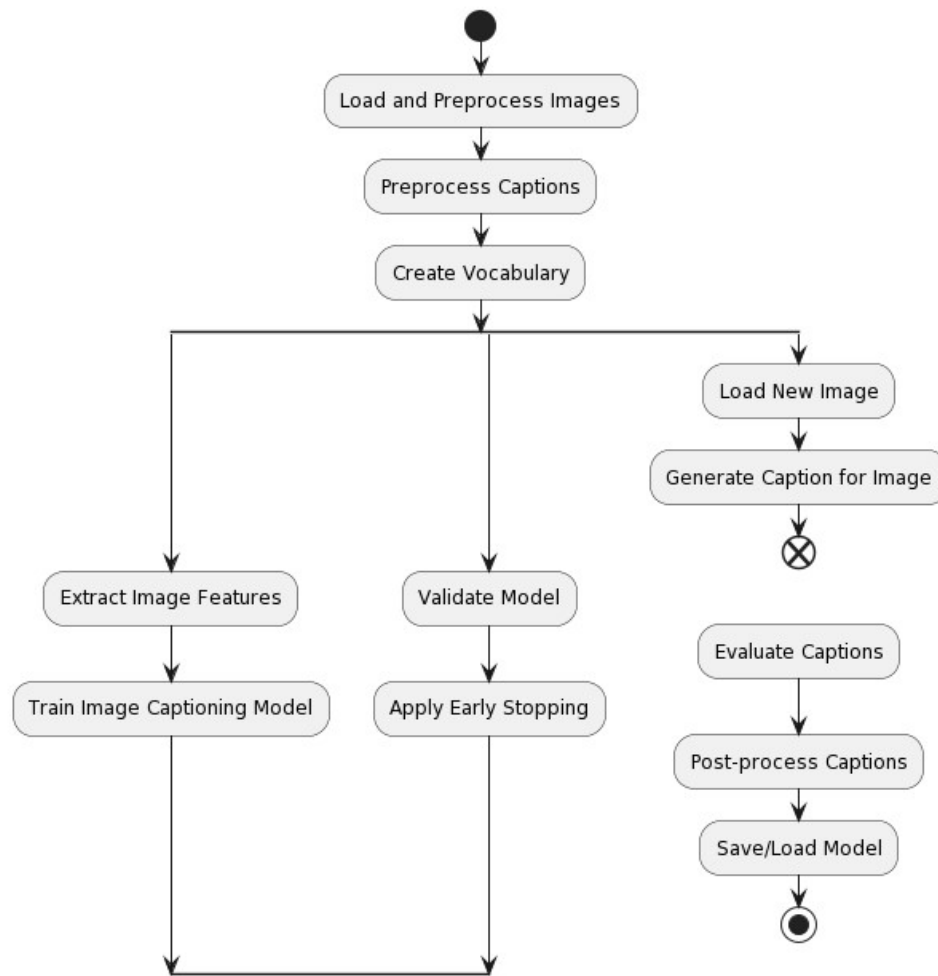 Load and Preprocess Images
Preprocess Captions
Create Vocabulary
Load New Image
Generate Caption for Image
Extract Image Features
Validate Model
Evaluate Captions
Train Image Captioning Model
Apply Early Stopping
Post-process Captions
Save/Load Model